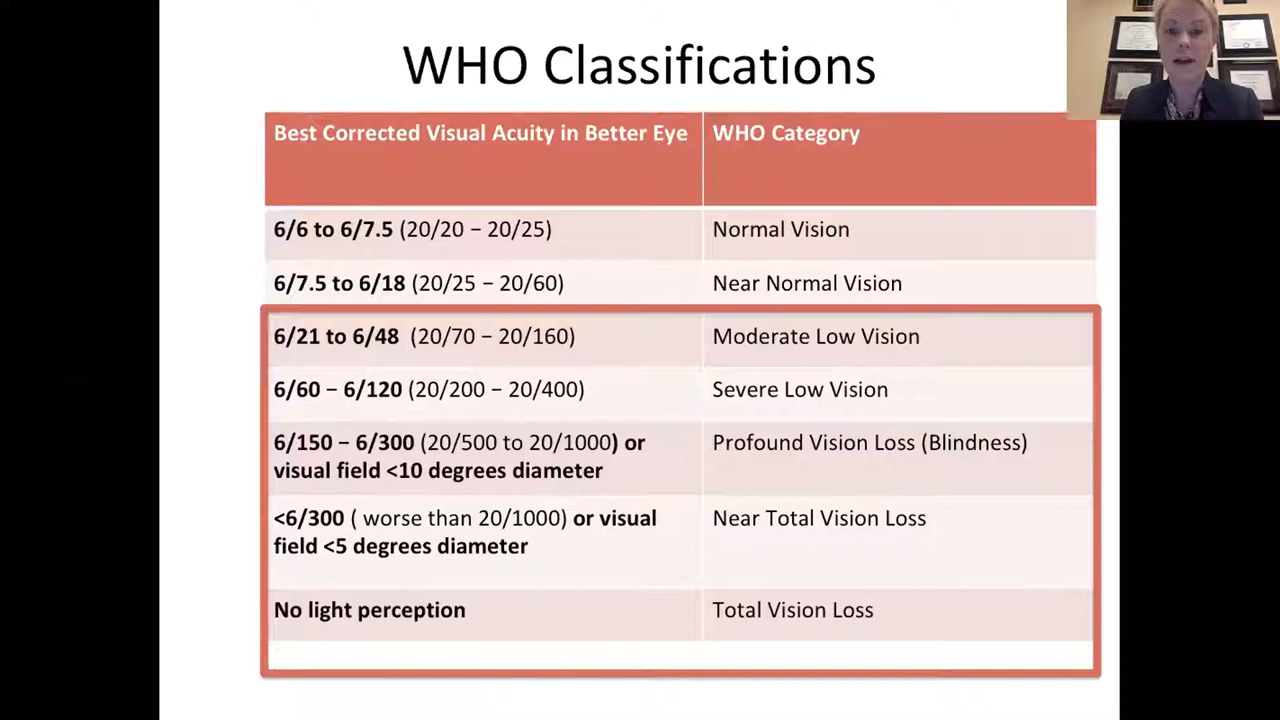 WHO Classifications
Best Corrected Visual Acuity in Better Eye
WHO Category
6/6 to 6/7.5 (20/20 − 20/25)
Normal Vision
6/7.5 to 6/18 (20/25 − 20/60)
Near Normal Vision
6/21 to 6/48 (20/70 − 20/160)
Moderate Low Vision
6/60 − 6/120 (20/200 − 20/400)
Severe Low Vision
6/150 − 6/300 (20/500 to 20/1000) or
visual field <10 degrees diameter
Profound Vision Loss (Blindness)
<6/300 ( worse than 20/1000) or visual
field <5 degrees diameter
Near Total Vision Loss
No light perception
Total Vision Loss